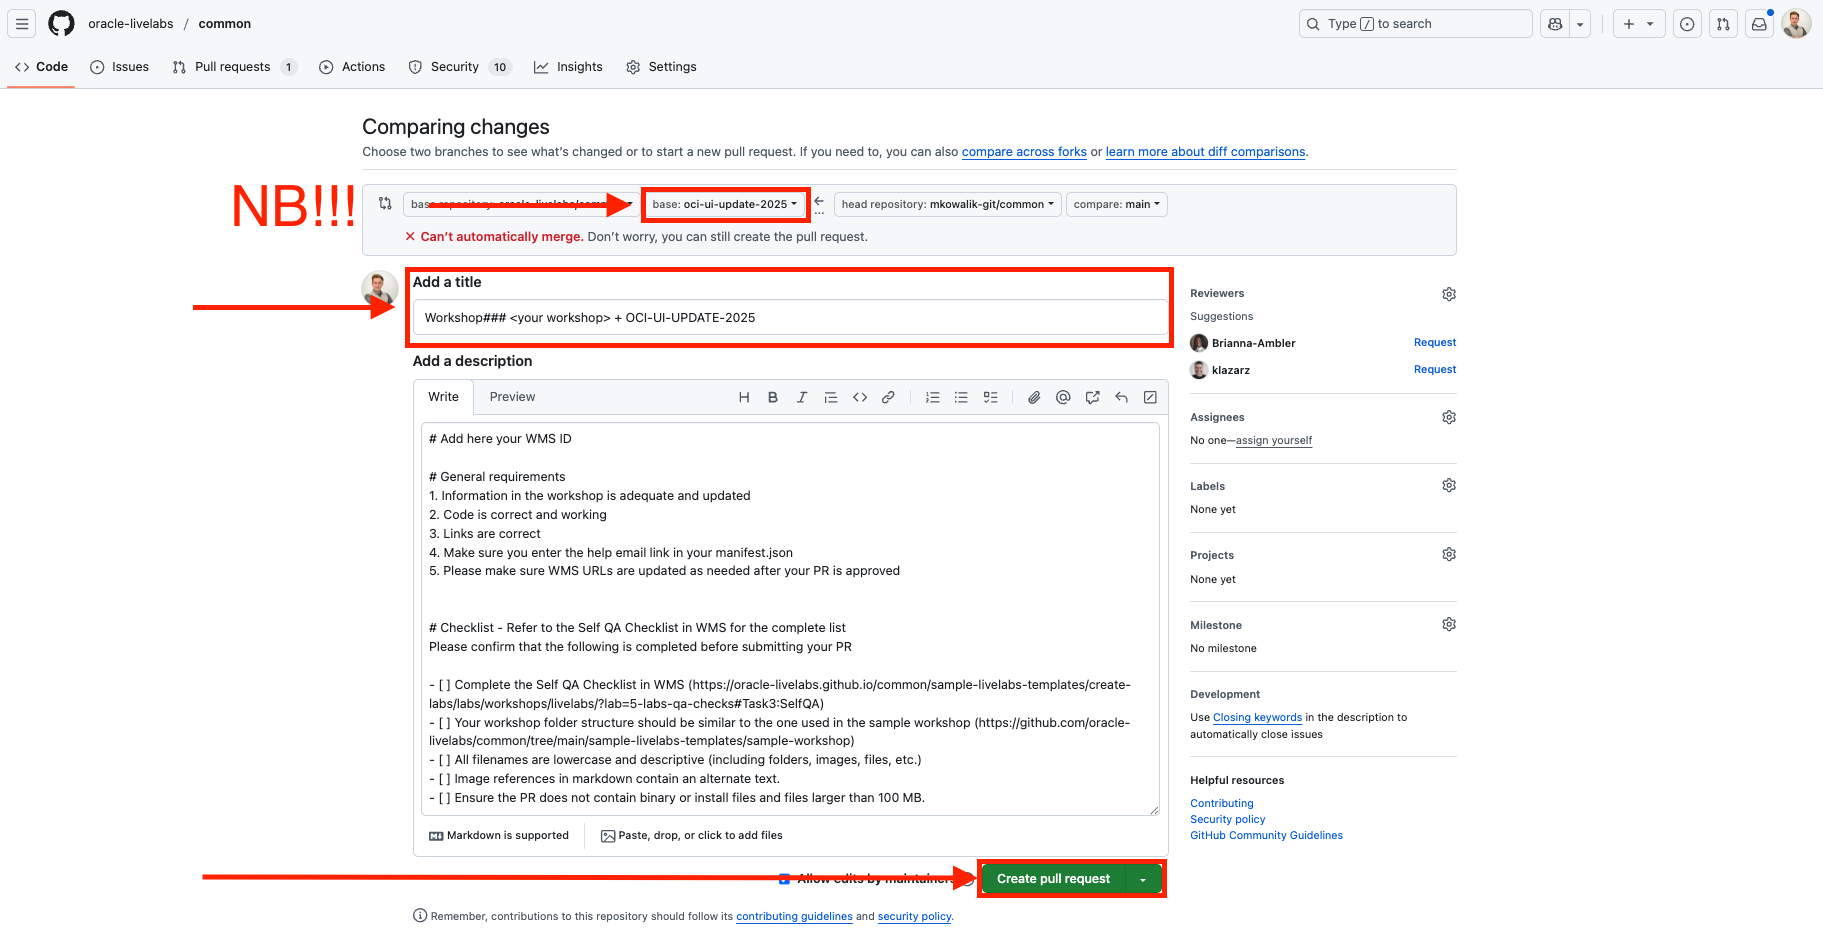 oracle-livelabs / common
Type / to search
Code Issues Pull requests 1 Actions Security 10 Insights Settings
Comparing changes
Choose two branches to see what's changed or to start a new pull request. If you need to, you can also compare across forks or learn more about diff comparisons.
NB!!!
base repository: oracle-livelabs/common base: oci-ui-update-2025 head repository: mkowalik-git/common compare: main
Can't automatically merge. Don't worry, you can still create the pull request.
Add a title
Workshop### <your workshop> + OCI-UI-UPDATE-2025
Add a description
Write Preview
# Add here your WMS ID
# General requirements
1. Information in the workshop is adequate and updated
2. Code is correct and working
3. Links are correct
4. Make sure you enter the help email link in your manifest.json
5. Please make sure WMS URLs are updated as needed after your PR is approved
# Checklist - Refer to the Self QA Checklist in WMS for the complete list
Please confirm that the following is completed before submitting your PR
- [ ] Complete the Self QA Checklist in WMS (https://oracle-livelabs.github.io/common/sample-livelabs-templates/create-
labs/labs/workshops/livelabs/?lab=5-labs-qa-checks#Task3:SelfQA)
- [ ] Your workshop folder structure should be similar to the one used in the sample workshop (https://github.com/oracle-
livelabs/common/tree/main/sample-livelabs-templates/sample-workshop)
- [ ] All filenames are lowercase and descriptive (including folders, images, files, etc.)
- [ ] Image references in markdown contain an alternate text.
- [ ] Ensure the PR does not contain binary or install files and files larger than 100 MB.
Markdown is supported
Paste, drop, or click to add files
Allow edits by maintainers
Create pull request
Remember, contributions to this repository should follow its contributing guidelines and security policy.
Reviewers
Suggestions
Brianna-Ambler Request
klazarz Request
Assignees
No one—assign yourself
Labels
None yet
Projects
None yet
Milestone
No milestone
Development
Use Closing keywords in the description to
automatically close issues
Helpful resources
Contributing
Security policy
GitHub Community Guidelines